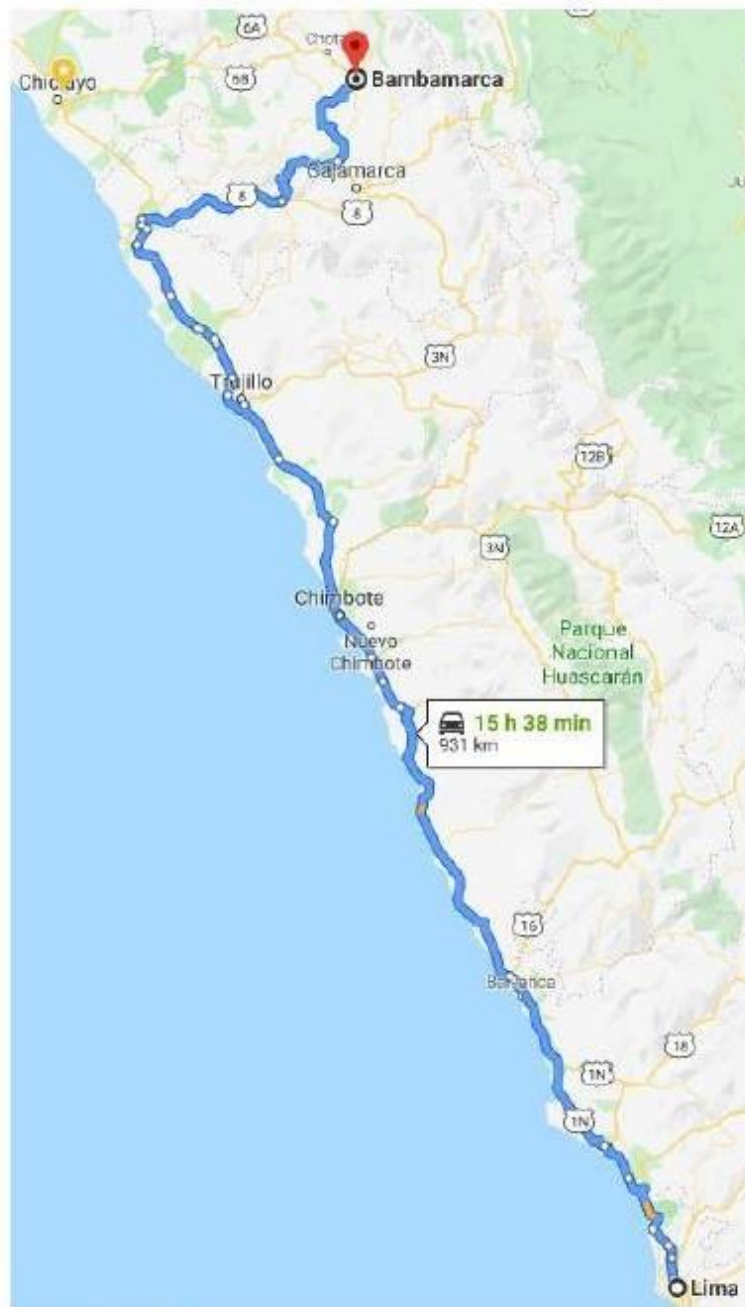 6A
Chota
Chiclayo
6B
Bambamarca
Cajamarca
8
8
3N
Trujillo
12B
12A
3N
Chimbote
Nuevo
Chimbote
Parque
Nacional
Huascarán
15 h 38 min
931 km
16
Barranca
18
1N
1N
Lima